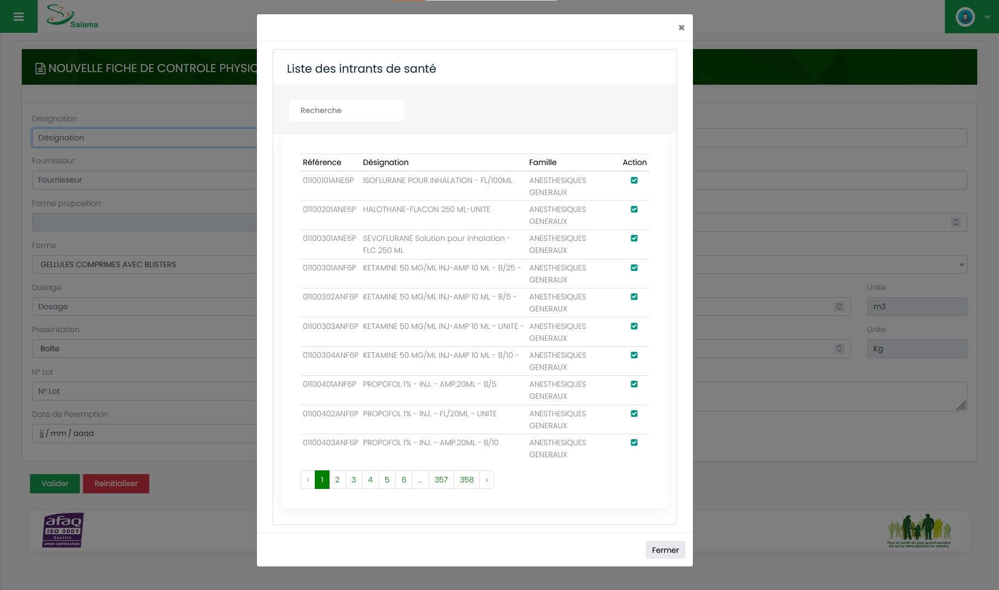 Salama
✖
NOUVELLE FICHE DE CONTROLE PHYSIQ
Liste des intrants de santé
Recherche
Référence Désignation Famille Action
01100101ANE6P ISOFLURANE POUR INHALATION - FL/100ML ANESTHESIQUES
GENERAUX
01100201ANE6P HALOTHANE-FLACON 250 ML-UNITE ANESTHESIQUES
GENERAUX
01100301ANE6P SEVOFLURANE Solution pour inhalation - ANESTHESIQUES
FLC 250 ML GENERAUX
01100301ANF6P KETAMINE 50 MG/ML INJ-AMP 10 ML - B/25 - ANESTHESIQUES
GENERAUX
01100302ANF6P KETAMINE 50 MG/ML INJ-AMP 10 ML - B/5 - ANESTHESIQUES
GENERAUX
01100303ANF6P KETAMINE 50 MG/ML INJ-AMP 10 ML - UNITE - ANESTHESIQUES
GENERAUX
01100304ANF6P KETAMINE 50 MG/ML INJ-AMP 10 ML - B/10 - ANESTHESIQUES
GENERAUX
01100401ANF6P PROPOFOL 1% - INJ. - AMP.20ML - B/5 ANESTHESIQUES
GENERAUX
01100402ANF6P PROPOFOL 1% - INJ. - FL/20ML - UNITE ANESTHESIQUES
GENERAUX
01100403ANF6P PROPOFOL 1% - INJ. - AMP.20ML - B/10 ANESTHESIQUES
GENERAUX
‹ 1 2 3 4 5 6 ... 357 358 ›
Fermer
Designation
Désignation
Fournisseur
Fournisseur
Forme proposition
Forme
GELLULES COMPRIMES AVEC BLISTERS
Dosage
Dosage
Unite
m3
Presentation
Boîte
Unite
Kg
N° Lot
N° Lot
Date de Peremption
jj / mm / aaaa
Valider Reinitialiser
afaq
ISO 9001
Qualité
AFNOR CERTIFICATION
Pour la santé du plus grand nombre
Ho an'ny fahasalaman'ny rehetra